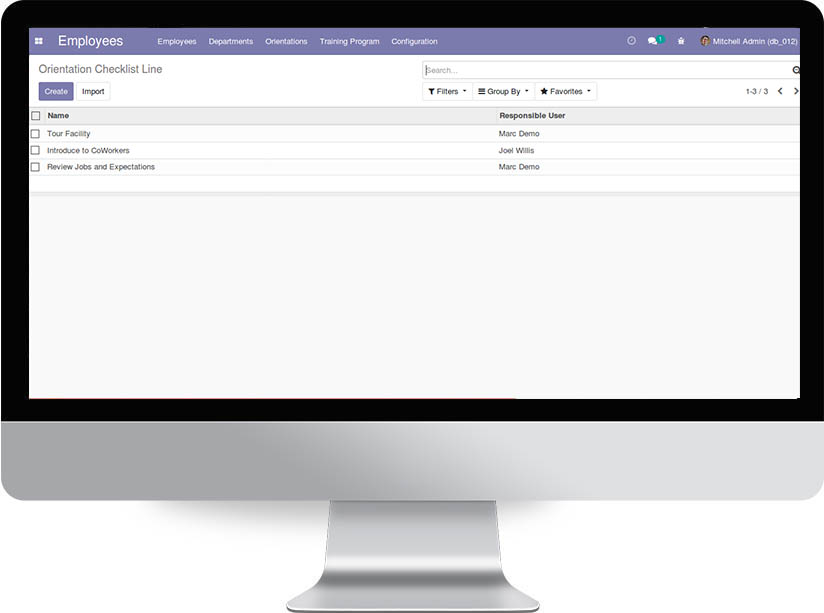 Employees Employees Departments Orientations Training Program Configuration 1 Mitchell Admin (db_012)
Orientation Checklist Line Search...
Create Import Filters Group By Favorites 1-3 / 3
Name Responsible User
Tour Facility Marc Demo
Introduce to CoWorkers Joel Willis
Review Jobs and Expectations Marc Demo